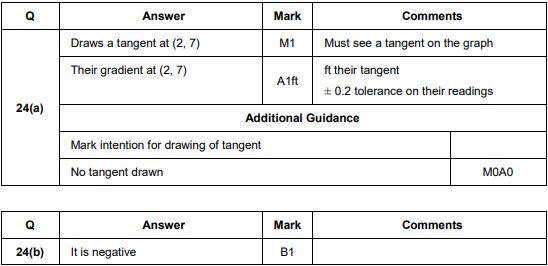 Q Answer Mark Comments
24(a) Draws a tangent at (2, 7) M1 Must see a tangent on the graph
Their gradient at (2, 7) A1ft ft their tangent
± 0.2 tolerance on their readings
Additional Guidance
Mark intention for drawing of tangent
No tangent drawn M0A0
Q Answer Mark Comments
24(b) It is negative B1